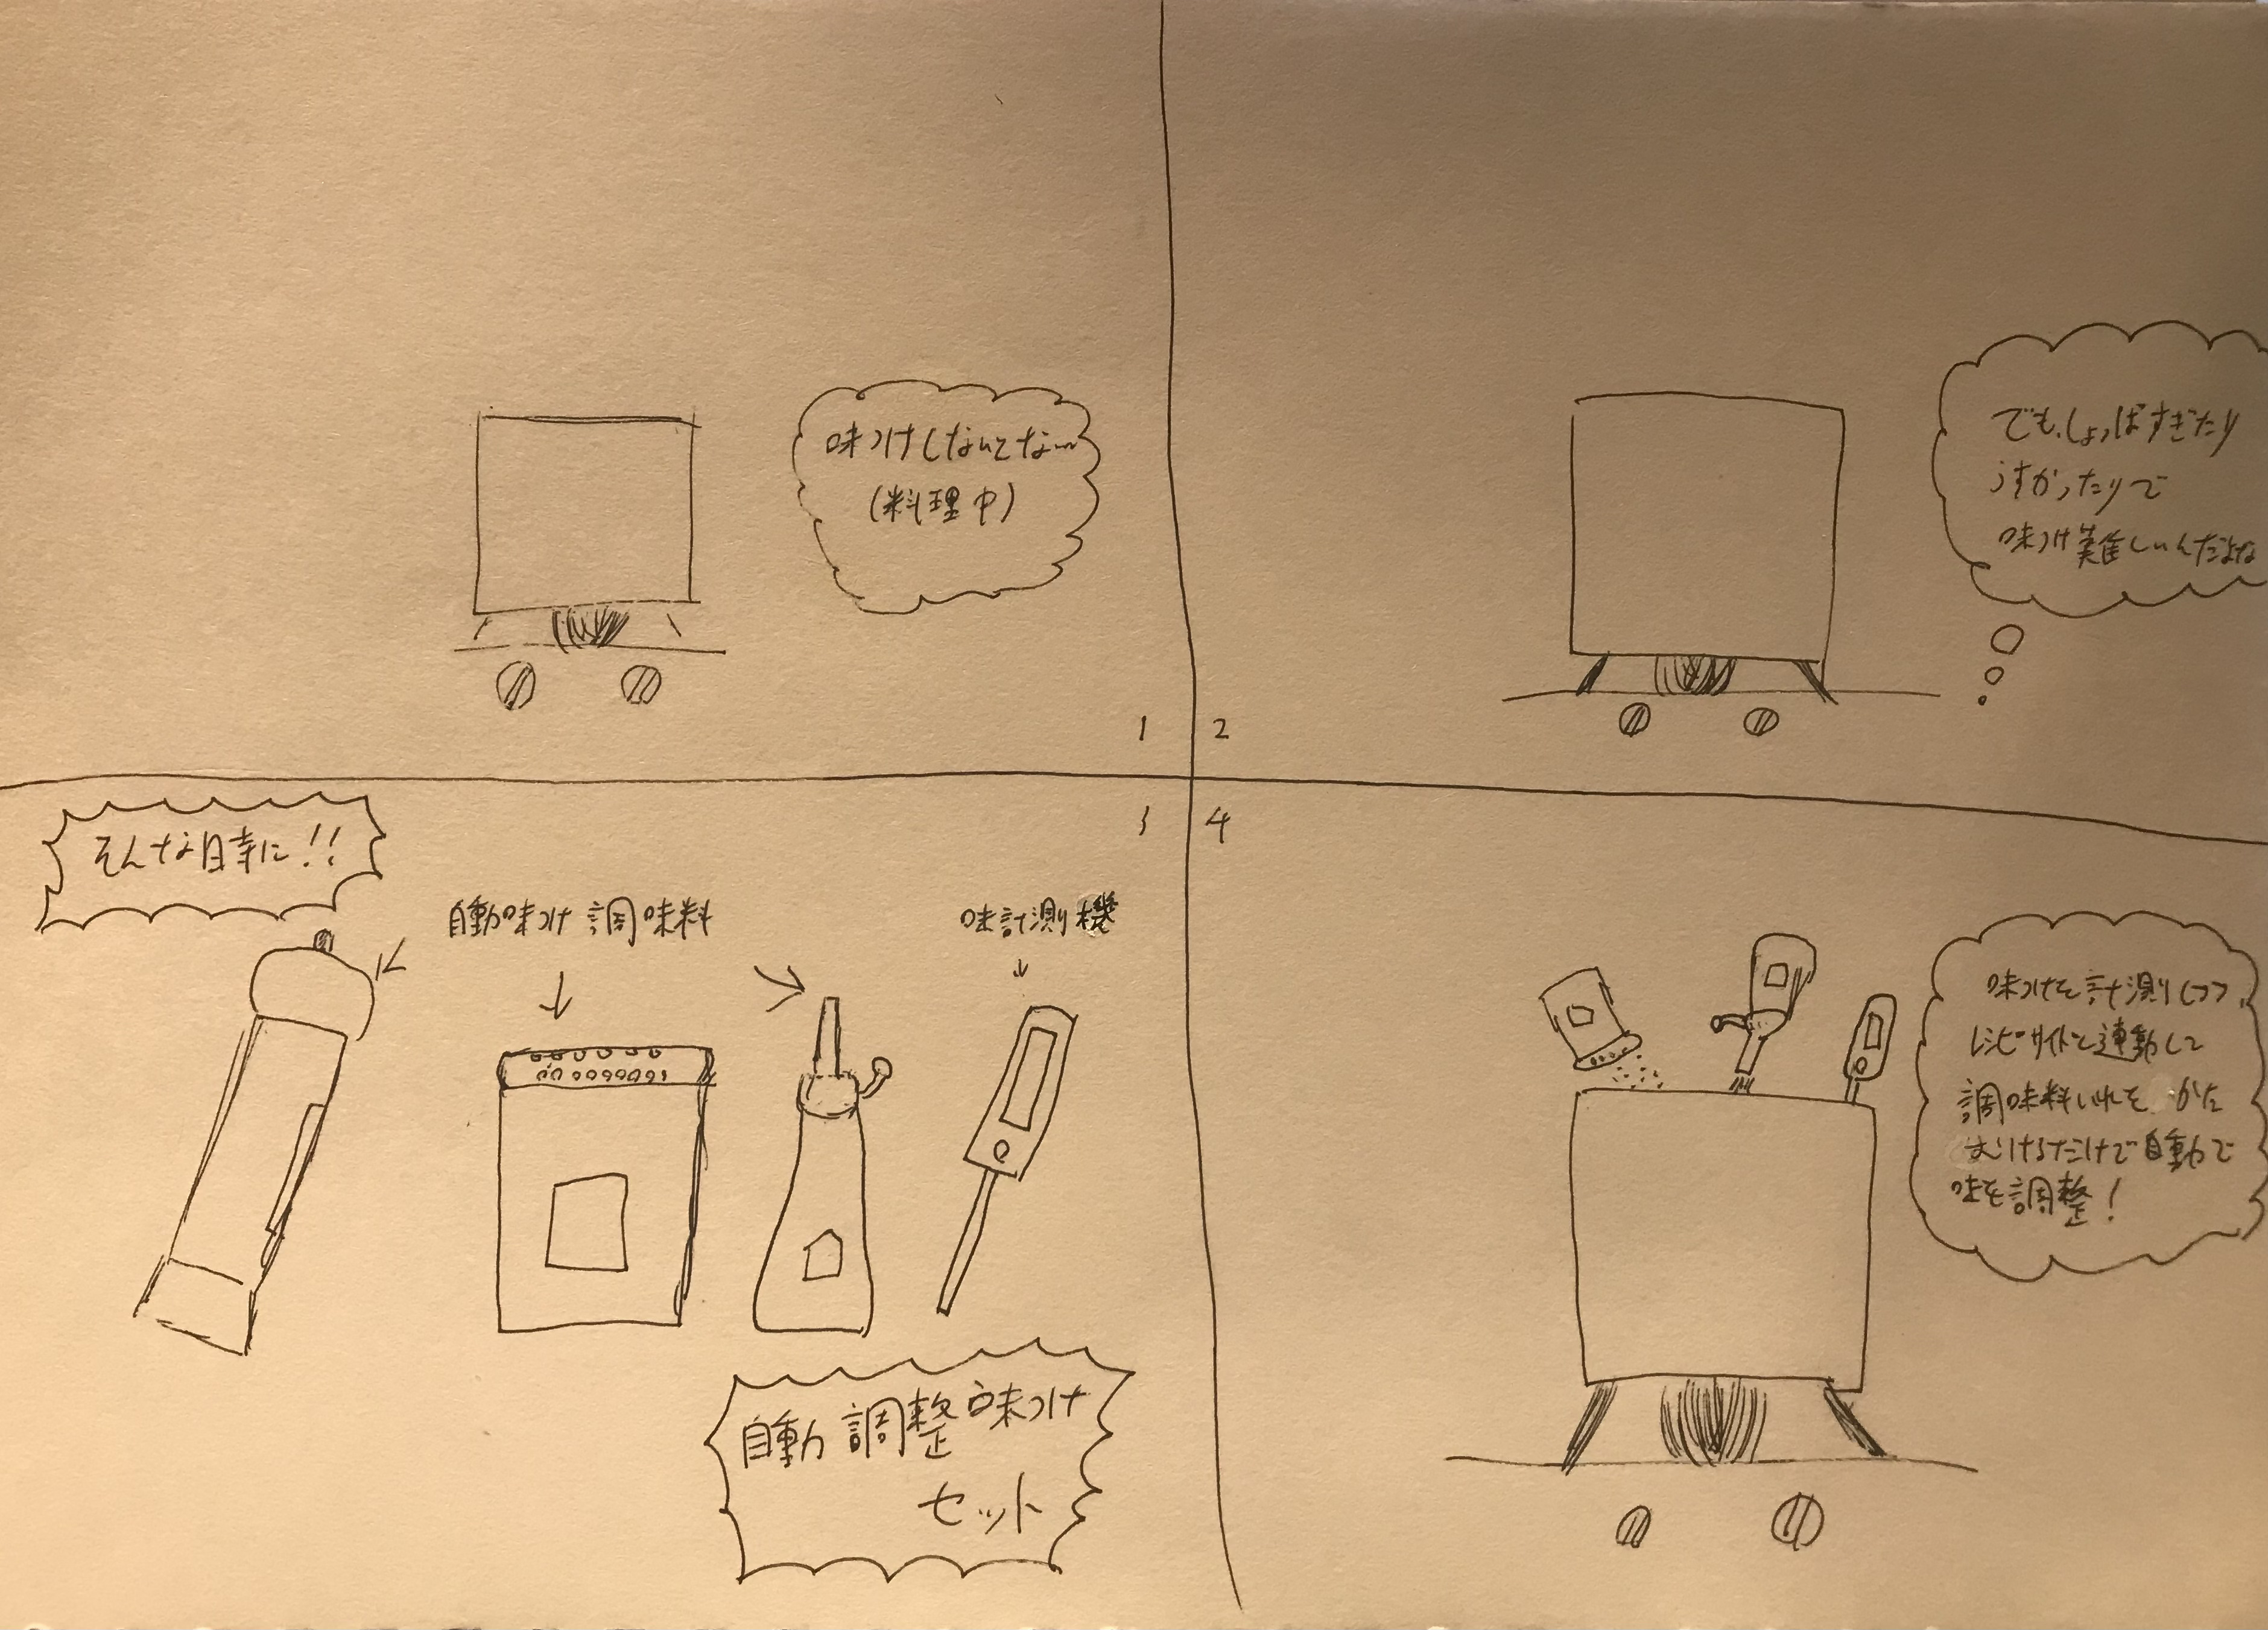 味つけしないとな〜
(料理中)
1
2
でも、しょっぱすぎたり
うすかったりで
味つけ難しいんだよな
3
そんな時に!!
自動味つけ調味料
味計測機
自動調整味つけ
セット
4
味つけを計測しつつ
レシピサイトと連動して
調味料いれを かた
むけるだけで自動で
味を調整!